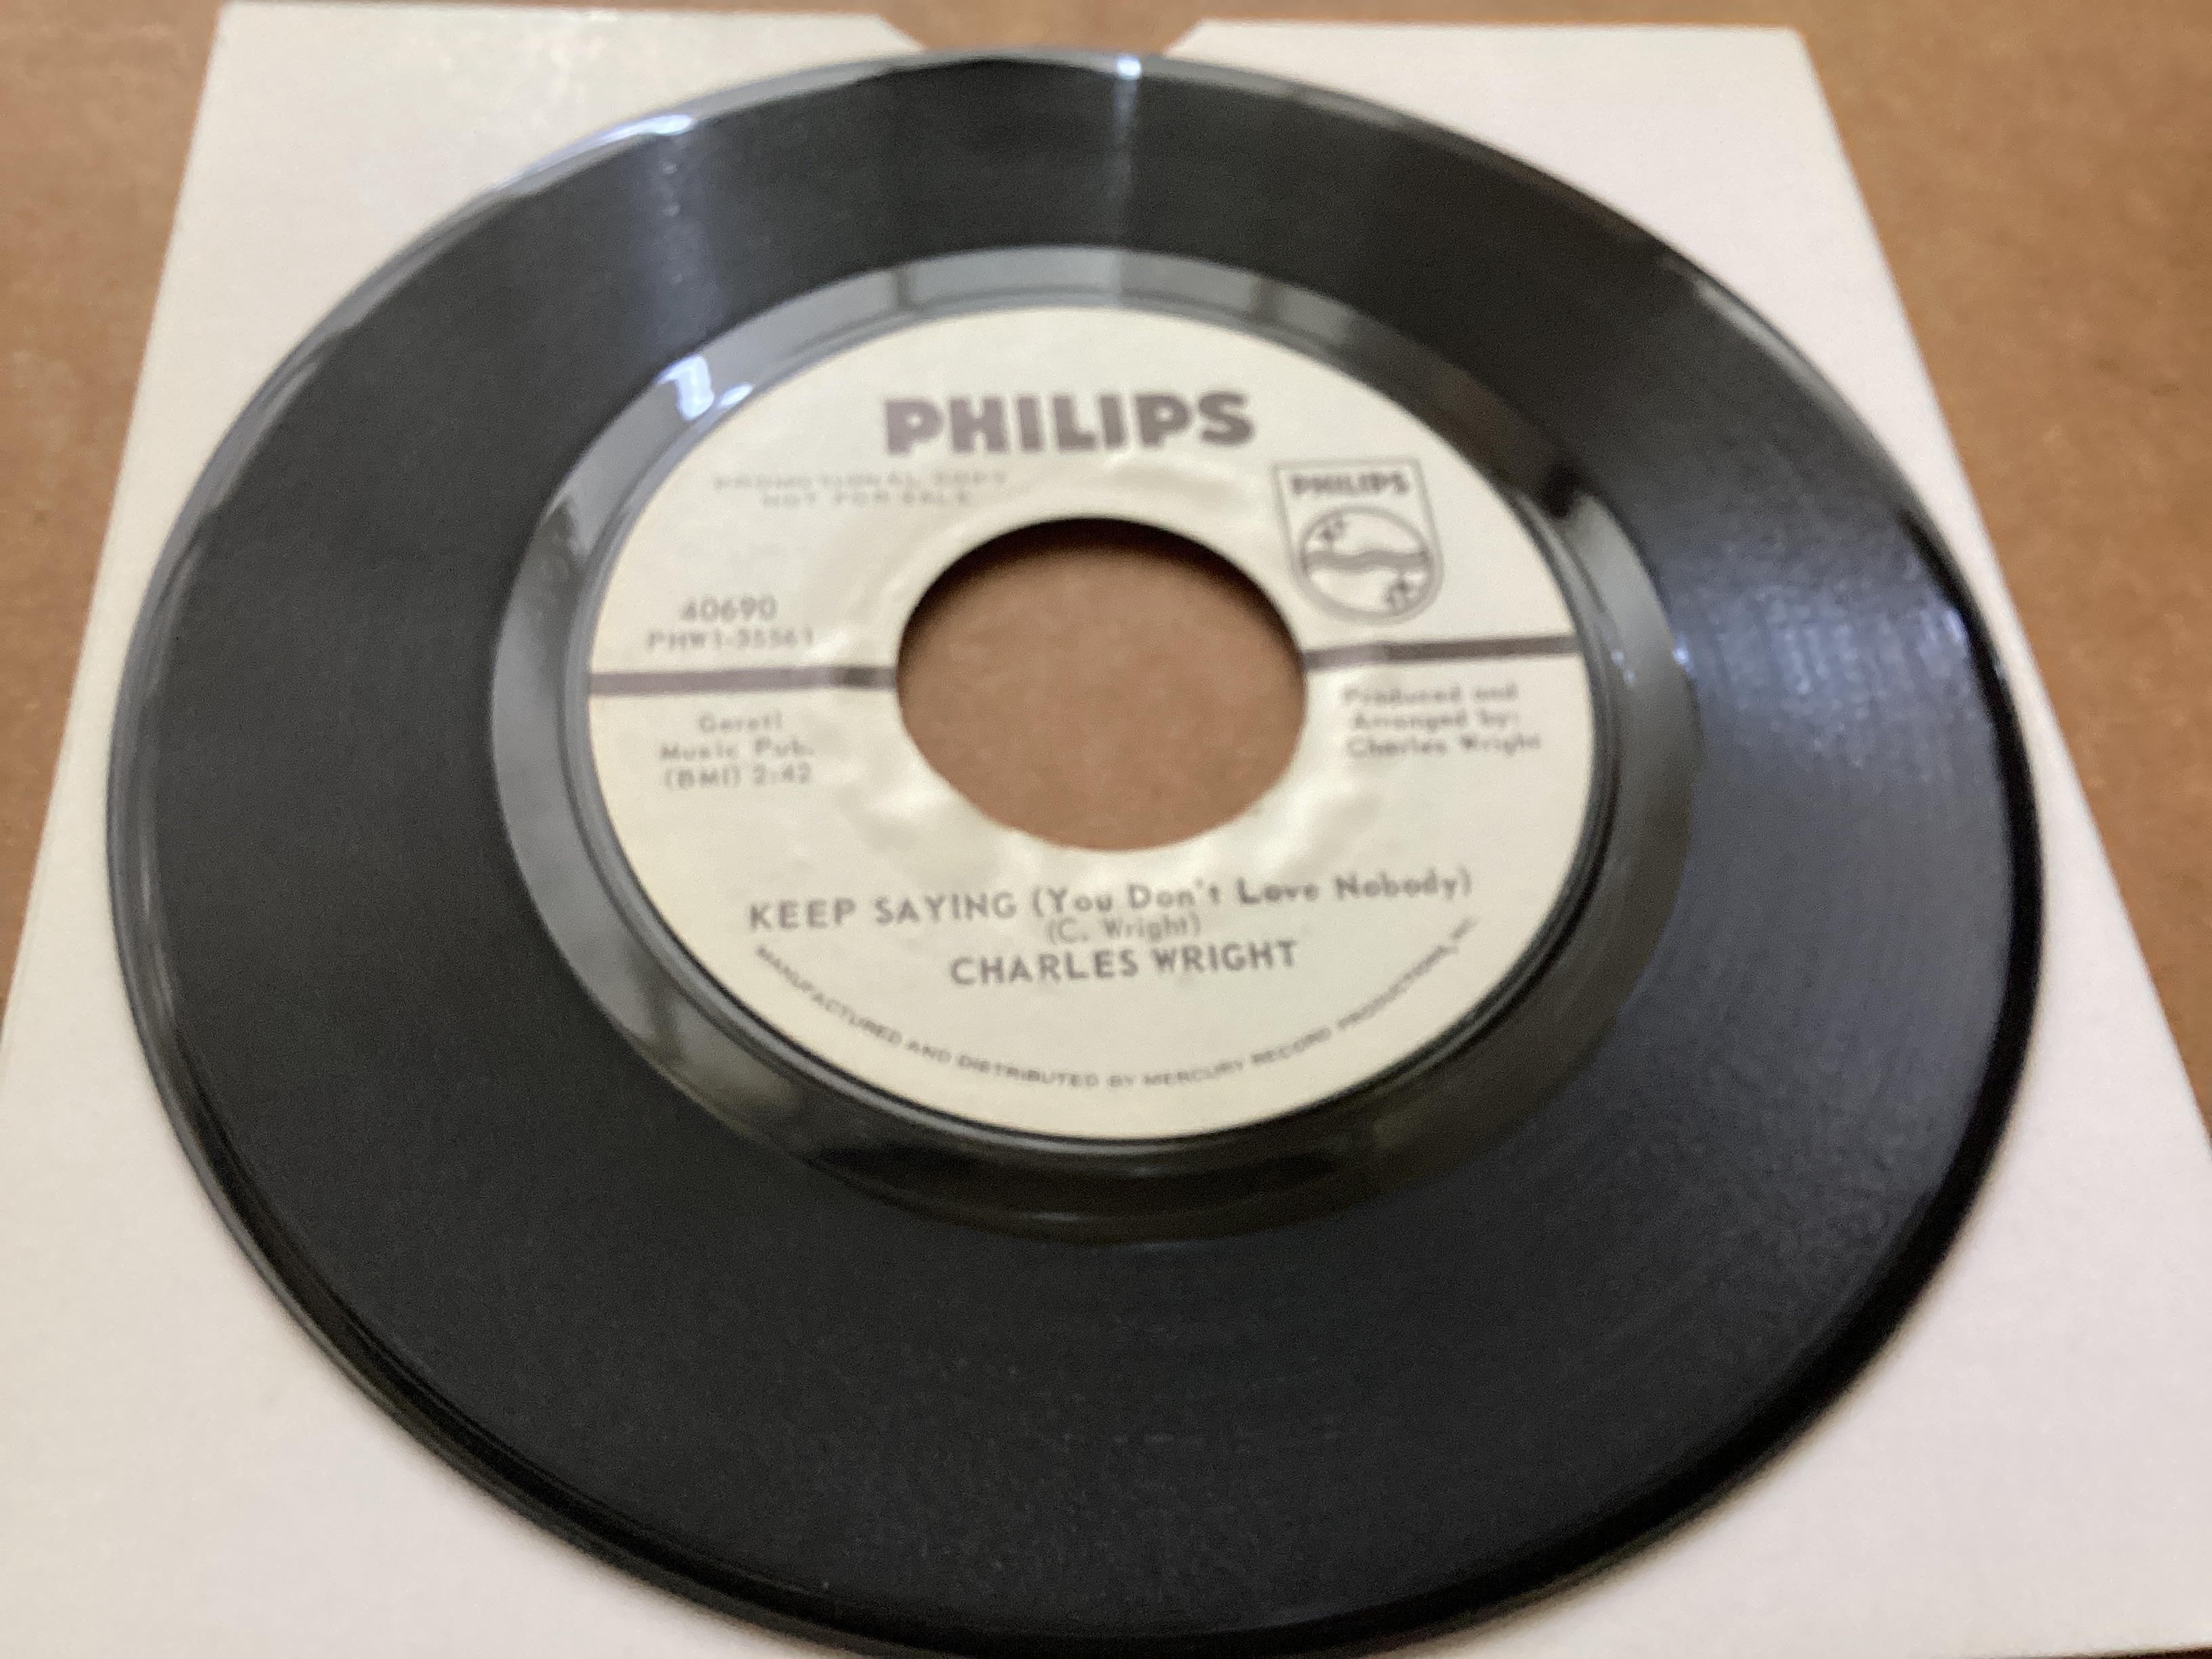 PHILIPS
PROMOTIONAL COPY
NOT FOR SALE
PHILIPS
40690
PHW1-35561
Music Pub.
(BMI) 2:42
Produced and
Arranged by:
Charles Wright
KEEP SAYING (You Don't Love Nobody)
(C. Wright)
CHARLES WRIGHT
MANUFACTURED AND DISTRIBUTED BY MERCURY RECORD PRODUCTIONS, INC.